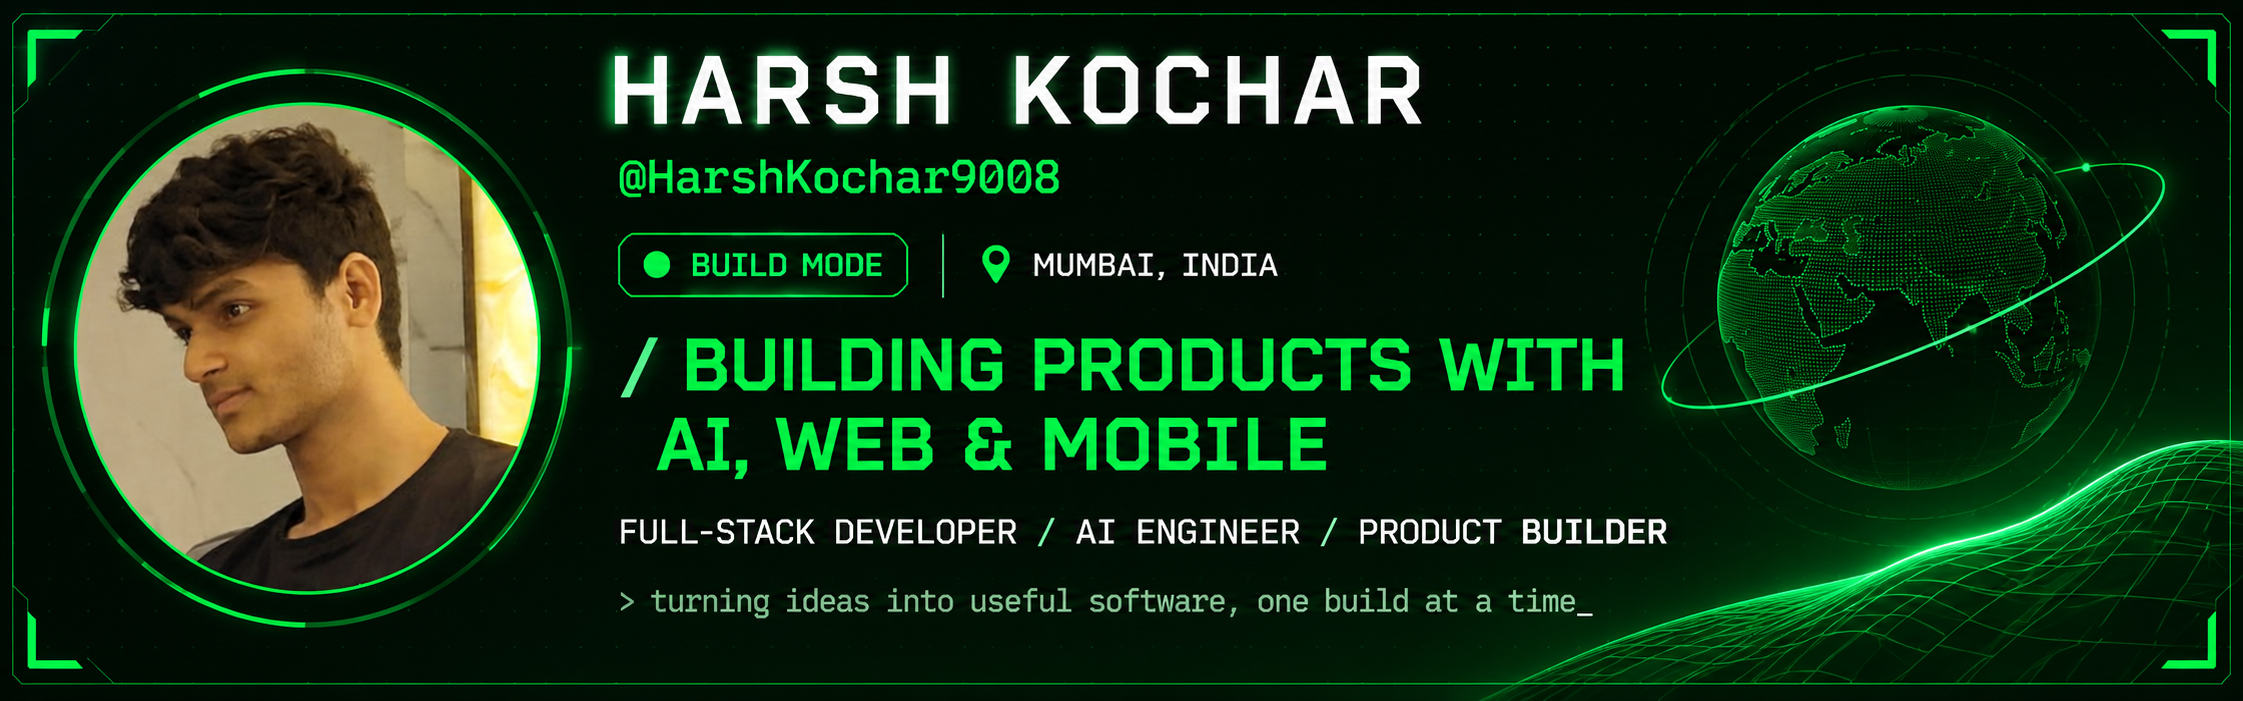 HARSH KOCHAR
@HarshKochar9008
BUILD MODE
MUMBAI, INDIA
/ BUILDING PRODUCTS WITH
AI, WEB & MOBILE
FULL-STACK DEVELOPER / AI ENGINEER / PRODUCT BUILDER
> turning ideas into useful software, one build at a time_